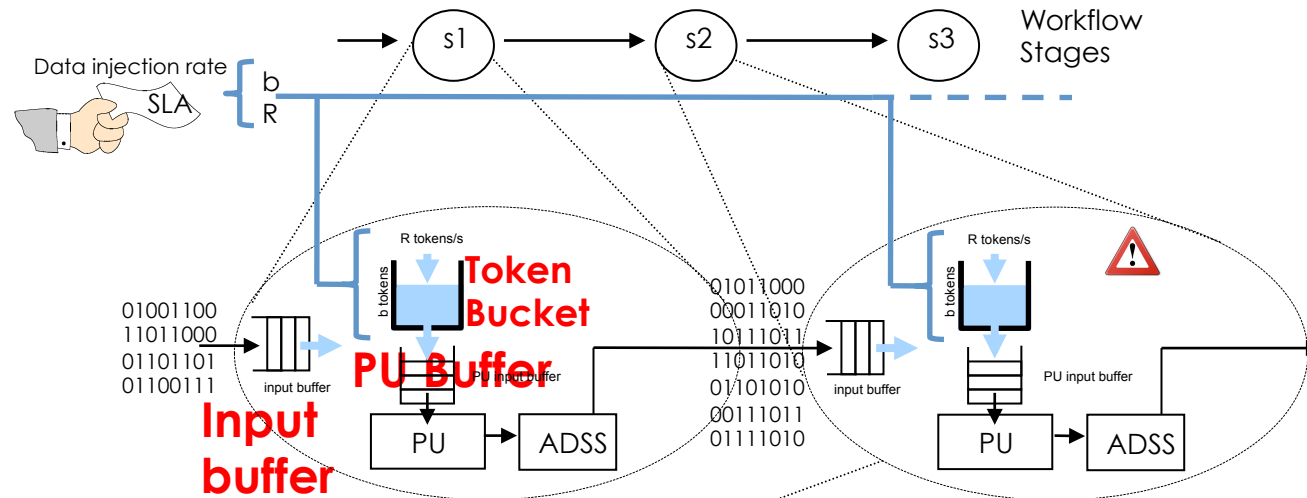 s1
s2
s3
Workflow
Stages
Data injection rate
SLA
b
R
R tokens/s
b tokens
Token
Bucket
01001100
11011000
01101101
01100111
input buffer
PU Buffer
PU input buffer
Input
buffer
PU
ADSS
01011000
00011010
10111011
11011010
01101010
00111011
01111010
R tokens/s
b tokens
input buffer
PU input buffer
PU
ADSS
!